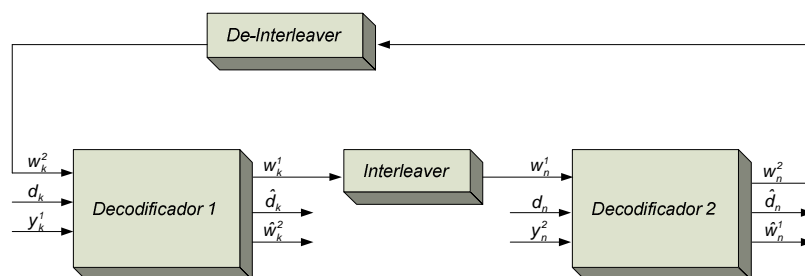 De-Interleaver
w_k^2
d_k
y_k^1
Decodificador 1
w_k^1
d̂_k
ŵ_k^2
Interleaver
w_n^1
d_n
y_n^2
Decodificador 2
w_n^2
d̂_n
ŵ_n^1